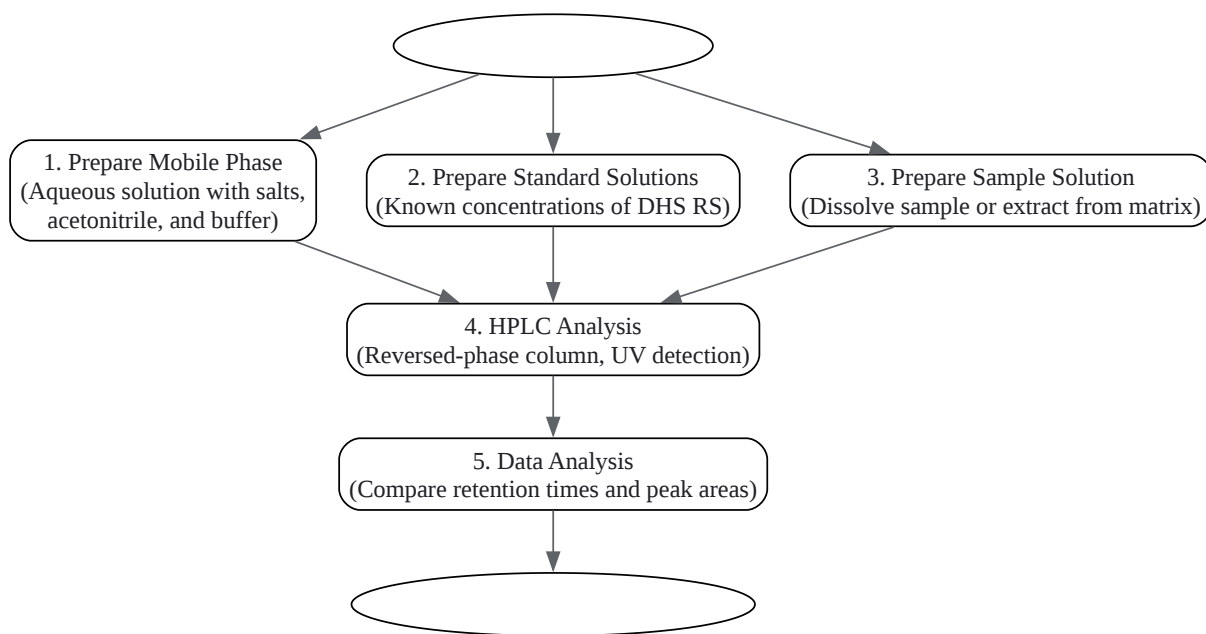 1. Prepare Mobile Phase
(Aqueous solution with salts,
acetonitrile, and buffer)
2. Prepare Standard Solutions
(Known concentrations of DHS RS)
3. Prepare Sample Solution
(Dissolve sample or extract from matrix)
4. HPLC Analysis
(Reversed-phase column, UV detection)
5. Data Analysis
(Compare retention times and peak areas)